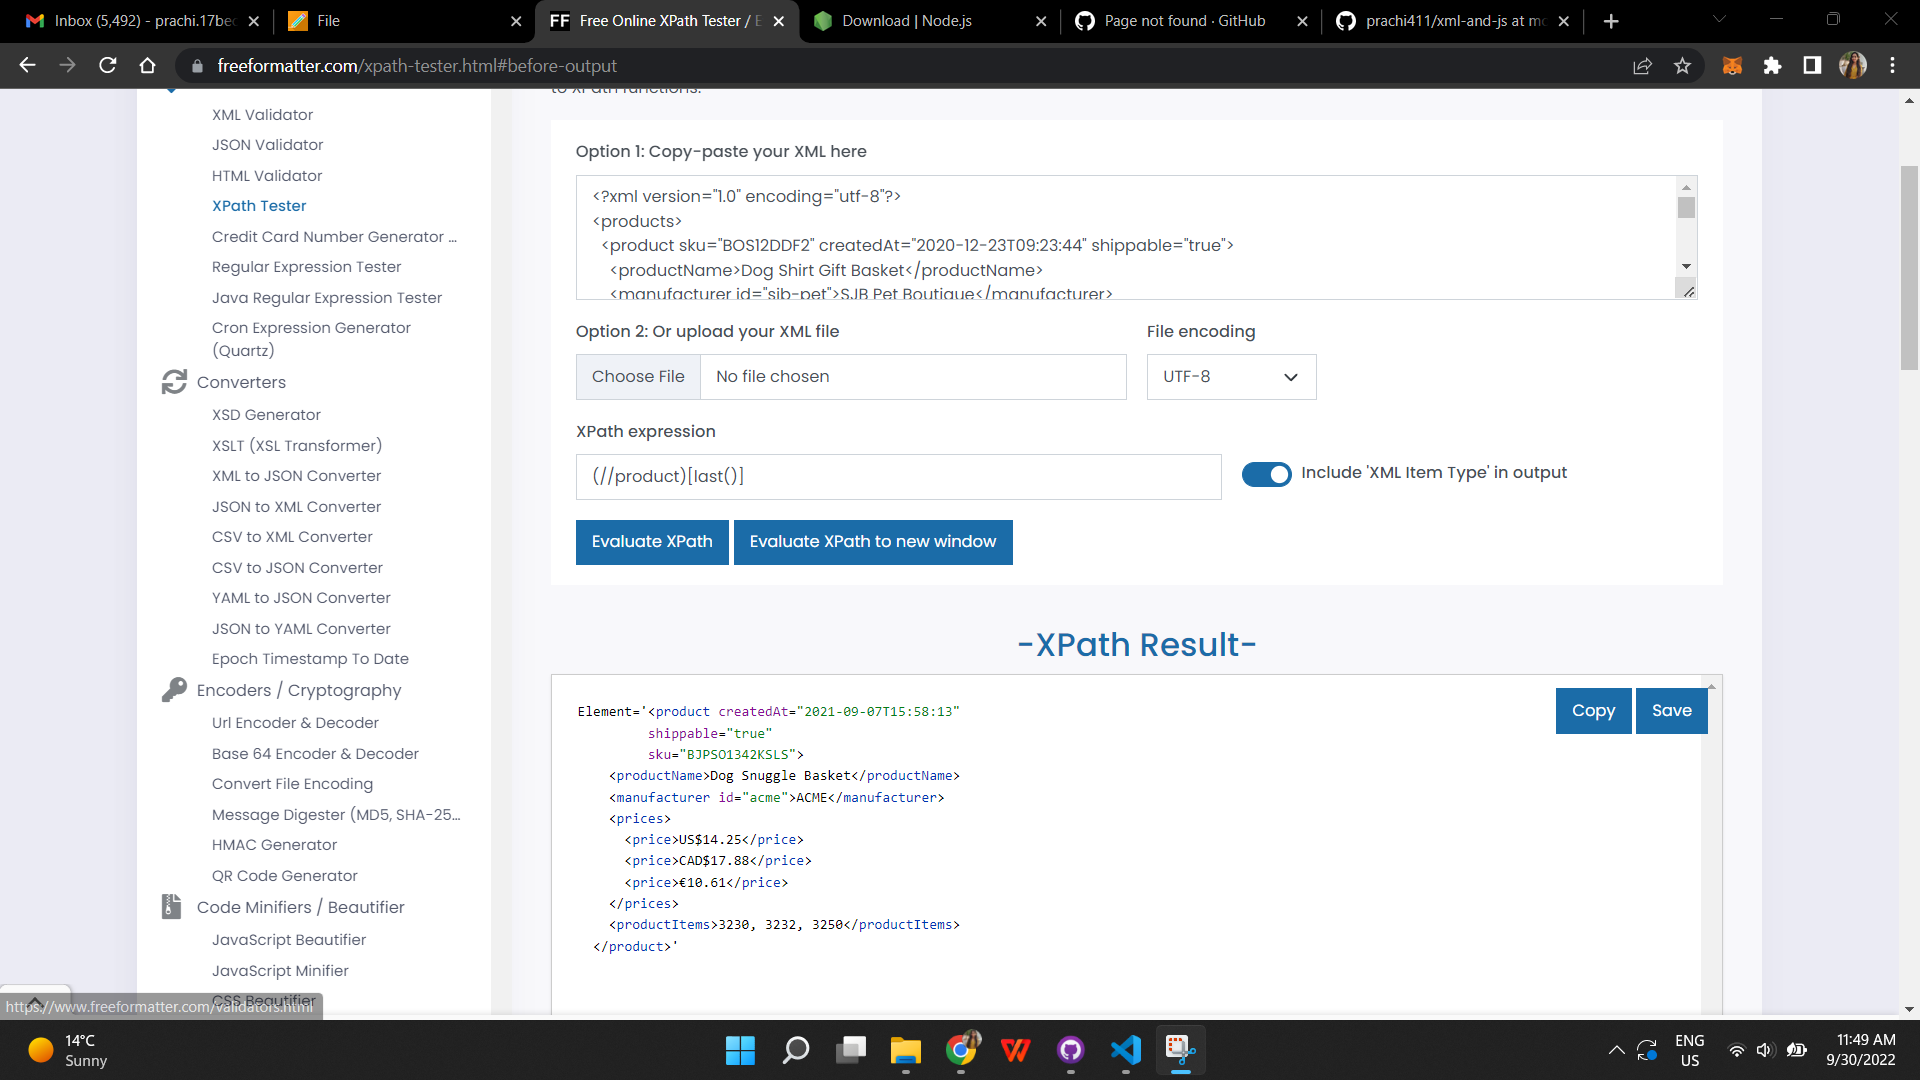 Inbox (5,492) - prachi.17bec
File
Free Online XPath Tester / E
Download | Node.js
Page not found · GitHub
prachi411/xml-and-js at mo
freeformatter.com/xpath-tester.html#before-output
to XPath functions.
XML Validator
JSON Validator
HTML Validator
XPath Tester
Credit Card Number Generator ...
Regular Expression Tester
Java Regular Expression Tester
Cron Expression Generator
(Quartz)
Converters
XSD Generator
XSLT (XSL Transformer)
XML to JSON Converter
JSON to XML Converter
CSV to XML Converter
CSV to JSON Converter
YAML to JSON Converter
JSON to YAML Converter
Epoch Timestamp To Date
Encoders / Cryptography
Url Encoder & Decoder
Base 64 Encoder & Decoder
Convert File Encoding
Message Digester (MD5, SHA-25...
HMAC Generator
QR Code Generator
Code Minifiers / Beautifier
JavaScript Beautifier
JavaScript Minifier
CSS Beautifier
https://www.freeformatter.com/validators.html
Option 1: Copy-paste your XML here
<?xml version="1.0" encoding="utf-8"?>
<products>
<product sku="BOS12DDF2" createdAt="2020-12-23T09:23:44" shippable="true">
<productName>Dog Shirt Gift Basket</productName>
<manufacturer id="sjb-pet">SJB Pet Boutique</manufacturer>
Option 2: Or upload your XML file
File encoding
Choose File No file chosen
UTF-8
XPath expression
(//product)[last()]
Include 'XML Item Type' in output
Evaluate XPath
Evaluate XPath to new window
-XPath Result-
Copy
Save
Element='<product createdAt="2021-09-07T15:58:13"
shippable="true"
sku="BJPSO1342KSLS">
<productName>Dog Snuggle Basket</productName>
<manufacturer id="acme">ACME</manufacturer>
<prices>
<price>US$14.25</price>
<price>CAD$17.88</price>
<price>€10.61</price>
</prices>
<productItems>3230, 3232, 3250</productItems>
</product>'
14°C
Sunny
ENG
US
11:49 AM
9/30/2022